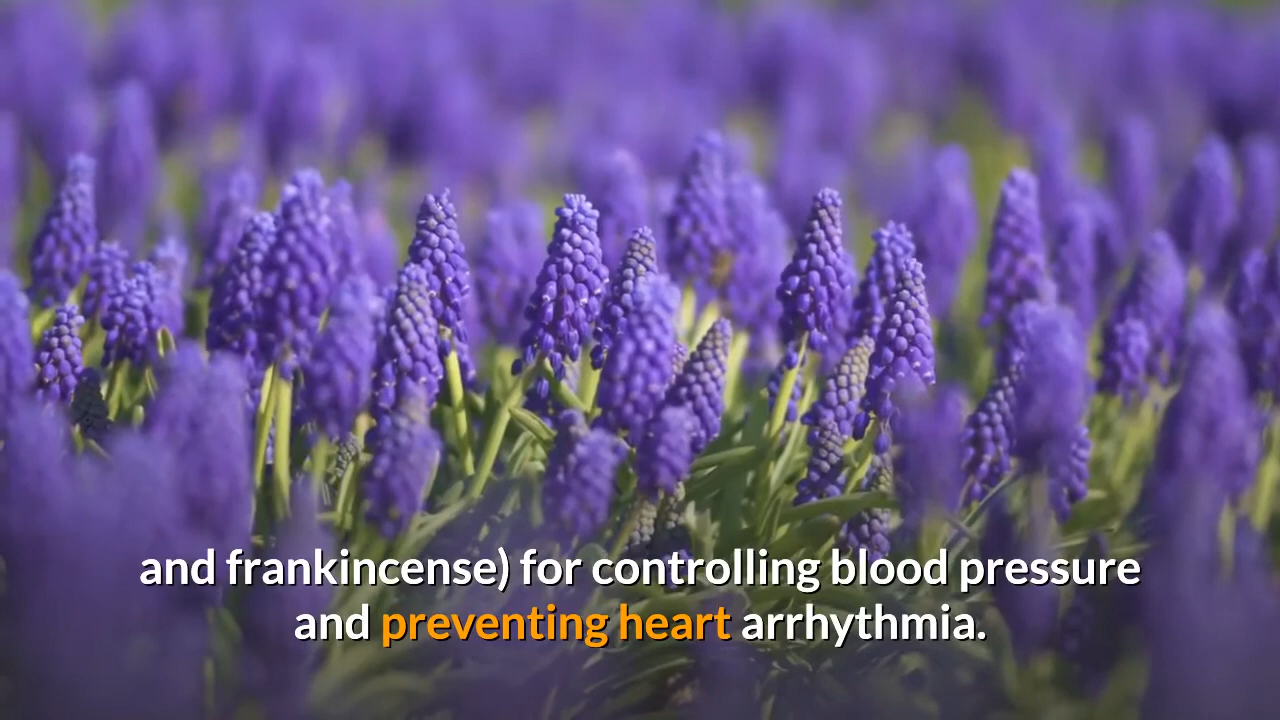 and frankincense) for controlling blood pressure
and preventing heart arrhythmia.